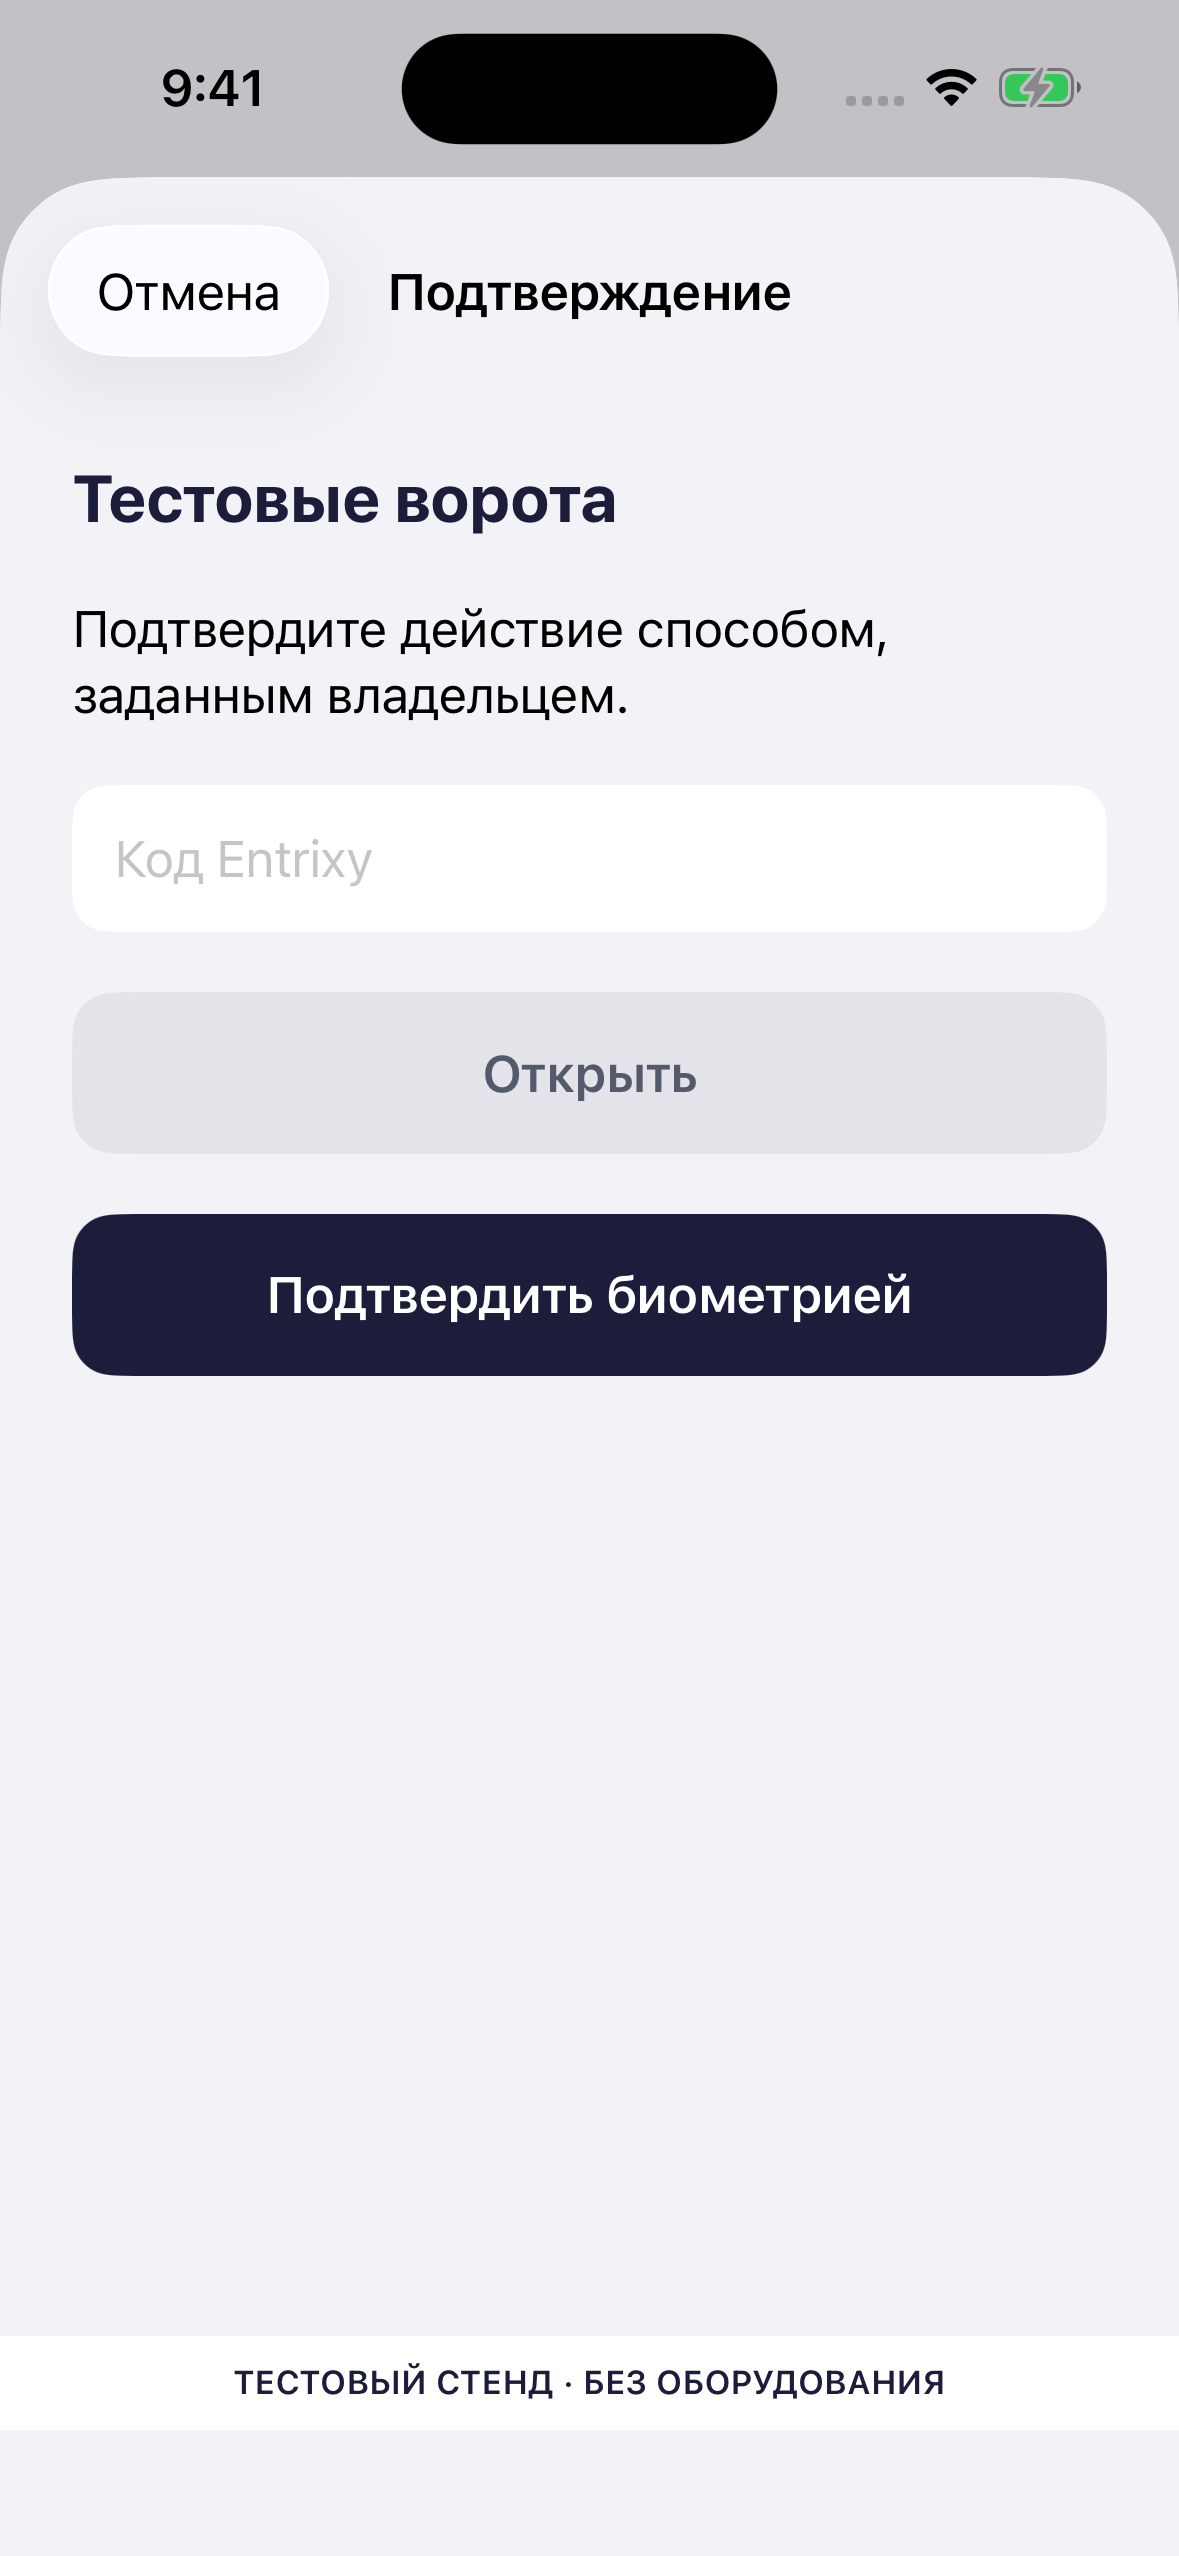 9:41
Отмена
Подтверждение
Тестовые ворота
Подтвердите действие способом,
заданным владельцем.
Код Entrixy
Открыть
Подтвердить биометрией
ТЕСТОВЫЙ СТЕНД · БЕЗ ОБОРУДОВАНИЯ